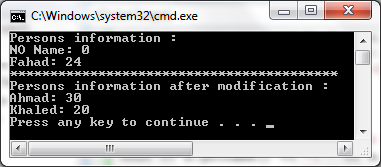 C:\Windows\system32\cmd.exe
Persons information :
NO Name: 0
Fahad: 24
*****************************************
Persons information after modification :
Ahmad: 30
Khaled: 20
Press any key to continue . . . _